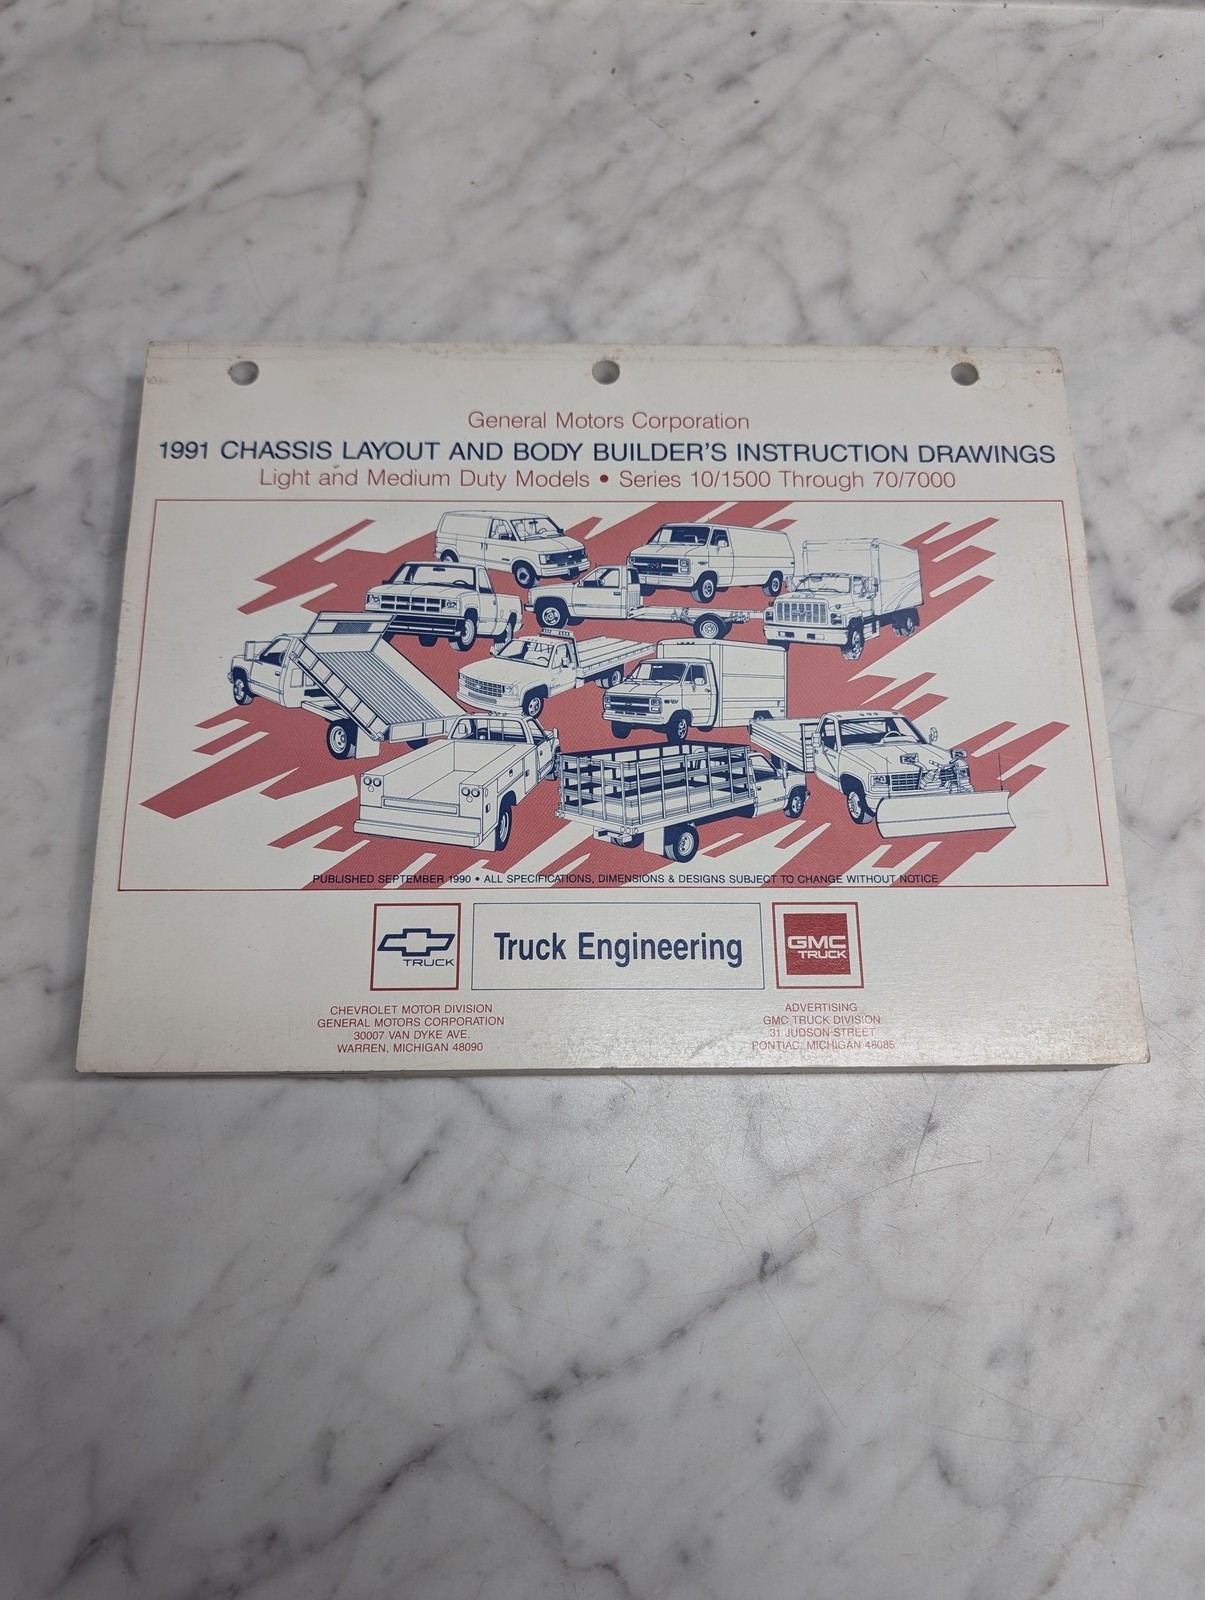 General Motors Corporation
1991 CHASSIS LAYOUT AND BODY BUILDER'S INSTRUCTION DRAWINGS
Light and Medium Duty Models • Series 10/1500 Through 70/7000
PUBLISHED SEPTEMBER 1990 • ALL SPECIFICATIONS, DIMENSIONS & DESIGNS SUBJECT TO CHANGE WITHOUT NOTICE
TRUCK
Truck Engineering
GMC
TRUCK
CHEVROLET MOTOR DIVISION
GENERAL MOTORS CORPORATION
30007 VAN DYKE AVE.
WARREN, MICHIGAN 48090
ADVERTISING
GMC TRUCK DIVISION
31 JUDSON STREET
PONTIAC, MICHIGAN 48085